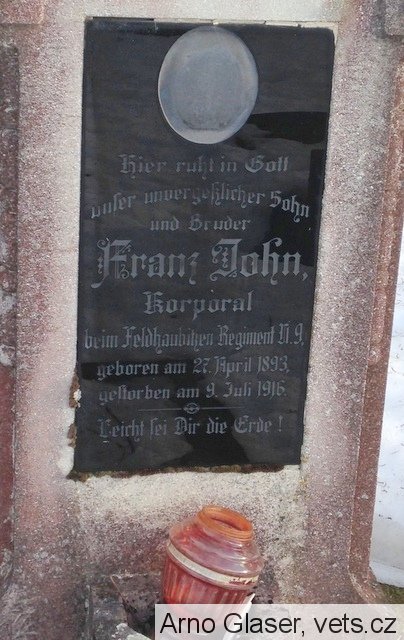 Hier ruht in Gott
unser unvergeßlicher Sohn
und Bruder
Franz John,
Korporal
beim Feldhaubitzen Regiment N. 9,
geboren am 27. April 1893,
gestorben am 9. Juli 1916.
Leicht sei Dir die Erde!
Arno Glaser, vets.cz